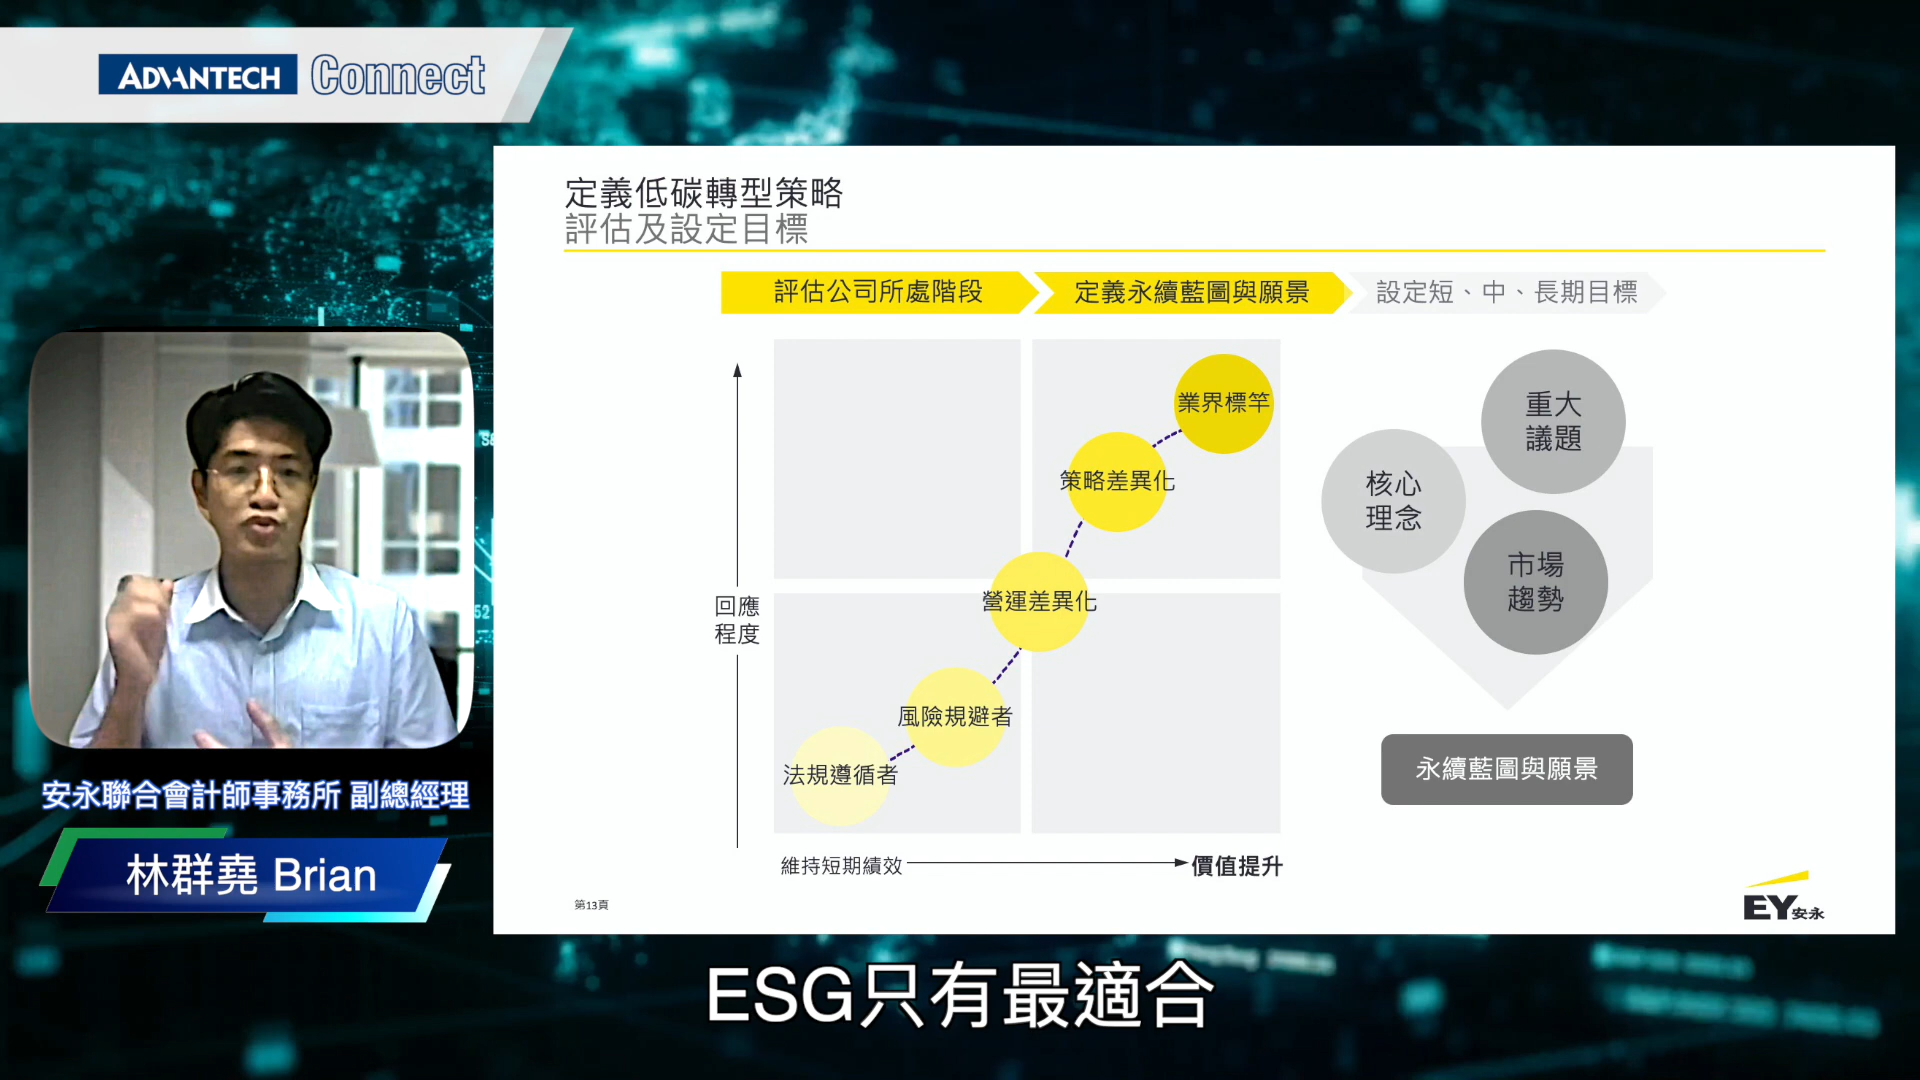 ADVANTECH Connect
定義低碳轉型策略
評估及設定目標
評估公司所處階段
定義永續藍圖與願景
設定短、中、長期目標
業界標竿
策略差異化
營運差異化
風險規避者
法規遵循者
回應
程度
維持短期績效
價值提升
重大
議題
核心
理念
市場
趨勢
永續藍圖與願景
第13頁
EY安永
安永聯合會計師事務所 副總經理
林群堯 Brian
ESG只有最適合